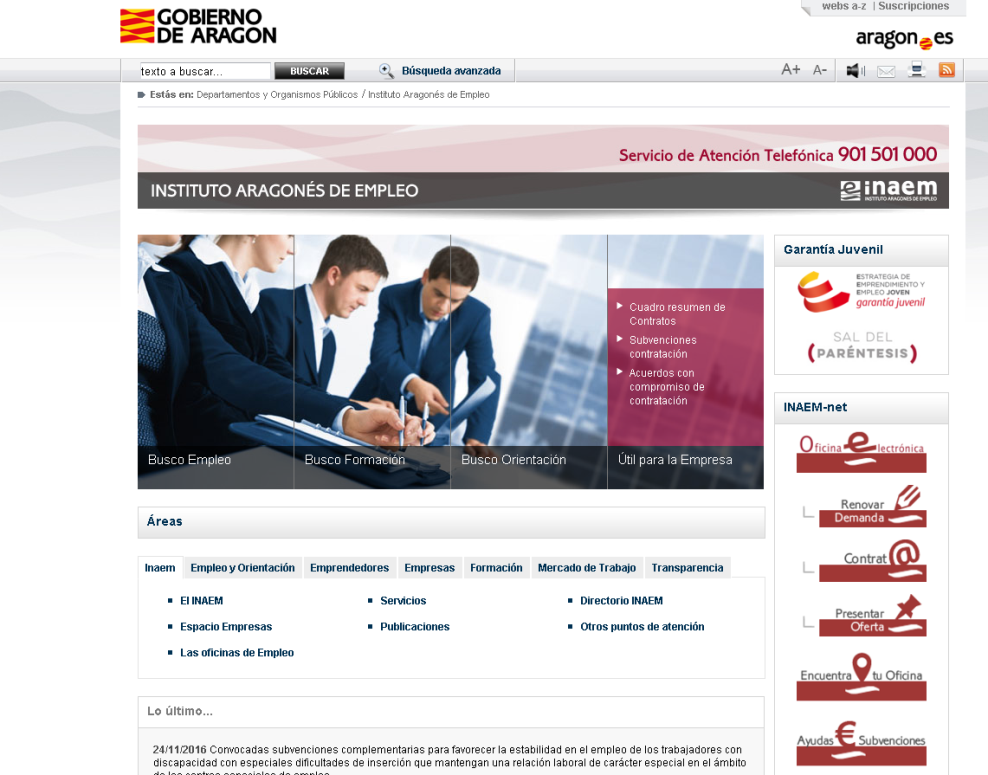 webs a-z | Suscripciones
GOBIERNO
DE ARAGON
aragon es
texto a buscar...
BUSCAR
Búsqueda avanzada
A+ A-
Estás en: Departamentos y Organismos Públicos / Instituto Aragonés de Empleo
Servicio de Atención Telefónica 901 501 000
INSTITUTO ARAGONÉS DE EMPLEO
inaem
INSTITUTO ARAGONÉS DE EMPLEO
Cuadro resumen de
Contratos
Subvenciones
contratación
Acuerdos con
compromiso de
contratación
Busco Empleo
Busco Formación
Busco Orientación
Útil para la Empresa
Garantía Juvenil
ESTRATEGIA DE
EMPRENDIMIENTO Y
EMPLEO JOVEN
garantía juvenil
SAL DEL
(PARÉNTESIS)
INAEM-net
Oficina electrónica
Renovar
Demanda
Contrat@
Presentar
Oferta
Encuentra tu Oficina
Ayudas € Subvenciones
Áreas
Inaem
Empleo y Orientación
Emprendedores
Empresas
Formación
Mercado de Trabajo
Transparencia
El INAEM
Servicios
Directorio INAEM
Espacio Empresas
Publicaciones
Otros puntos de atención
Las oficinas de Empleo
Lo último...
24/11/2016 Convocadas subvenciones complementarias para favorecer la estabilidad en el empleo de los trabajadores con
discapacidad con especiales dificultades de inserción que mantengan una relación laboral de carácter especial en el ámbito
de los centros especiales de empleo